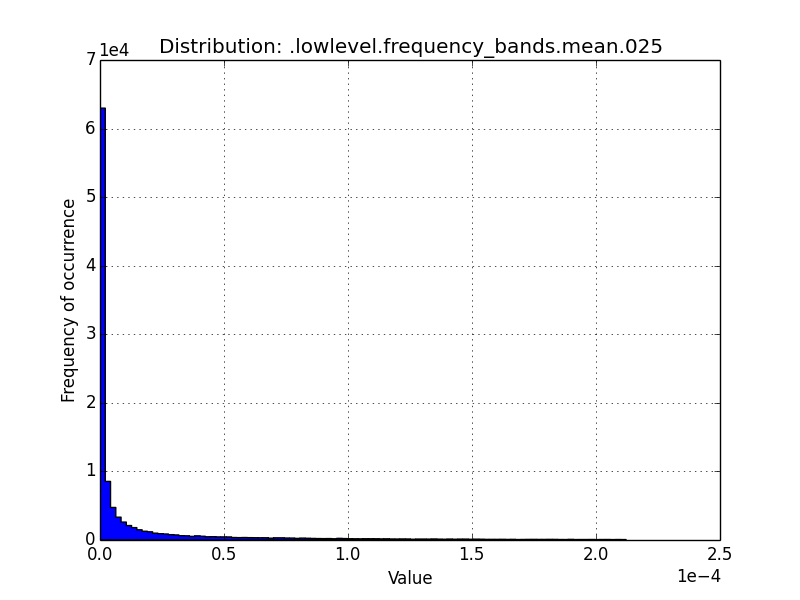 Distribution: .lowlevel.frequency_bands.mean.025
1e4
7
6
5
4
3
2
1
0
Frequency of occurrence
0.0 0.5 1.0 1.5 2.0 2.5
Value
1e−4